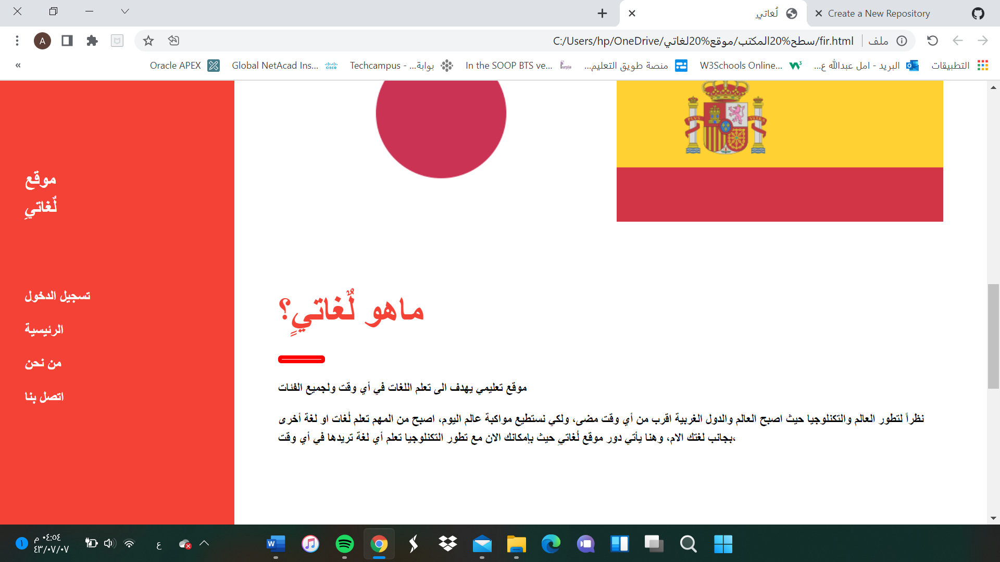 Create a New Repository
لُغاتي
ملف
C:/Users/hp/OneDrive/سطح%20المكتب/موقع%20لغاتي/fir.html
A
التطبيقات
البريد - امل عبدالله ع...
W3Schools Online...
منصة طويق التعليم...
In the SOOP BTS ve...
بوابة... - Techcampus
Global NetAcad Ins...
Oracle APEX
»
PLVS
VLTRA
موقع
لُغاتيِ
تسجيل الدخول
الرئيسية
من نحن
اتصل بنا
ماهو لُغاتيٍ؟
موقع تعليمي يهدف الى تعلم اللغات في أي وقت ولجميع الفئات
نظراً لتطور العالم والتكنلوجيا حيث اصبح العالم والدول الغربية اقرب من أي وقت مضى، ولكي نستطيع مواكبة عالم اليوم، اصبح من المهم تعلم لُغات او لغة أخرى
بجانب لغتك الام، وهنا يأتي دور موقع لُغاتيِ حيث بإمكانك الان مع تطور التكنلوجيا تعلم أي لغة تريدها في أي وقت،
ع
٠٤:٥٤ م
٤٣/٠٧/٠٧
١